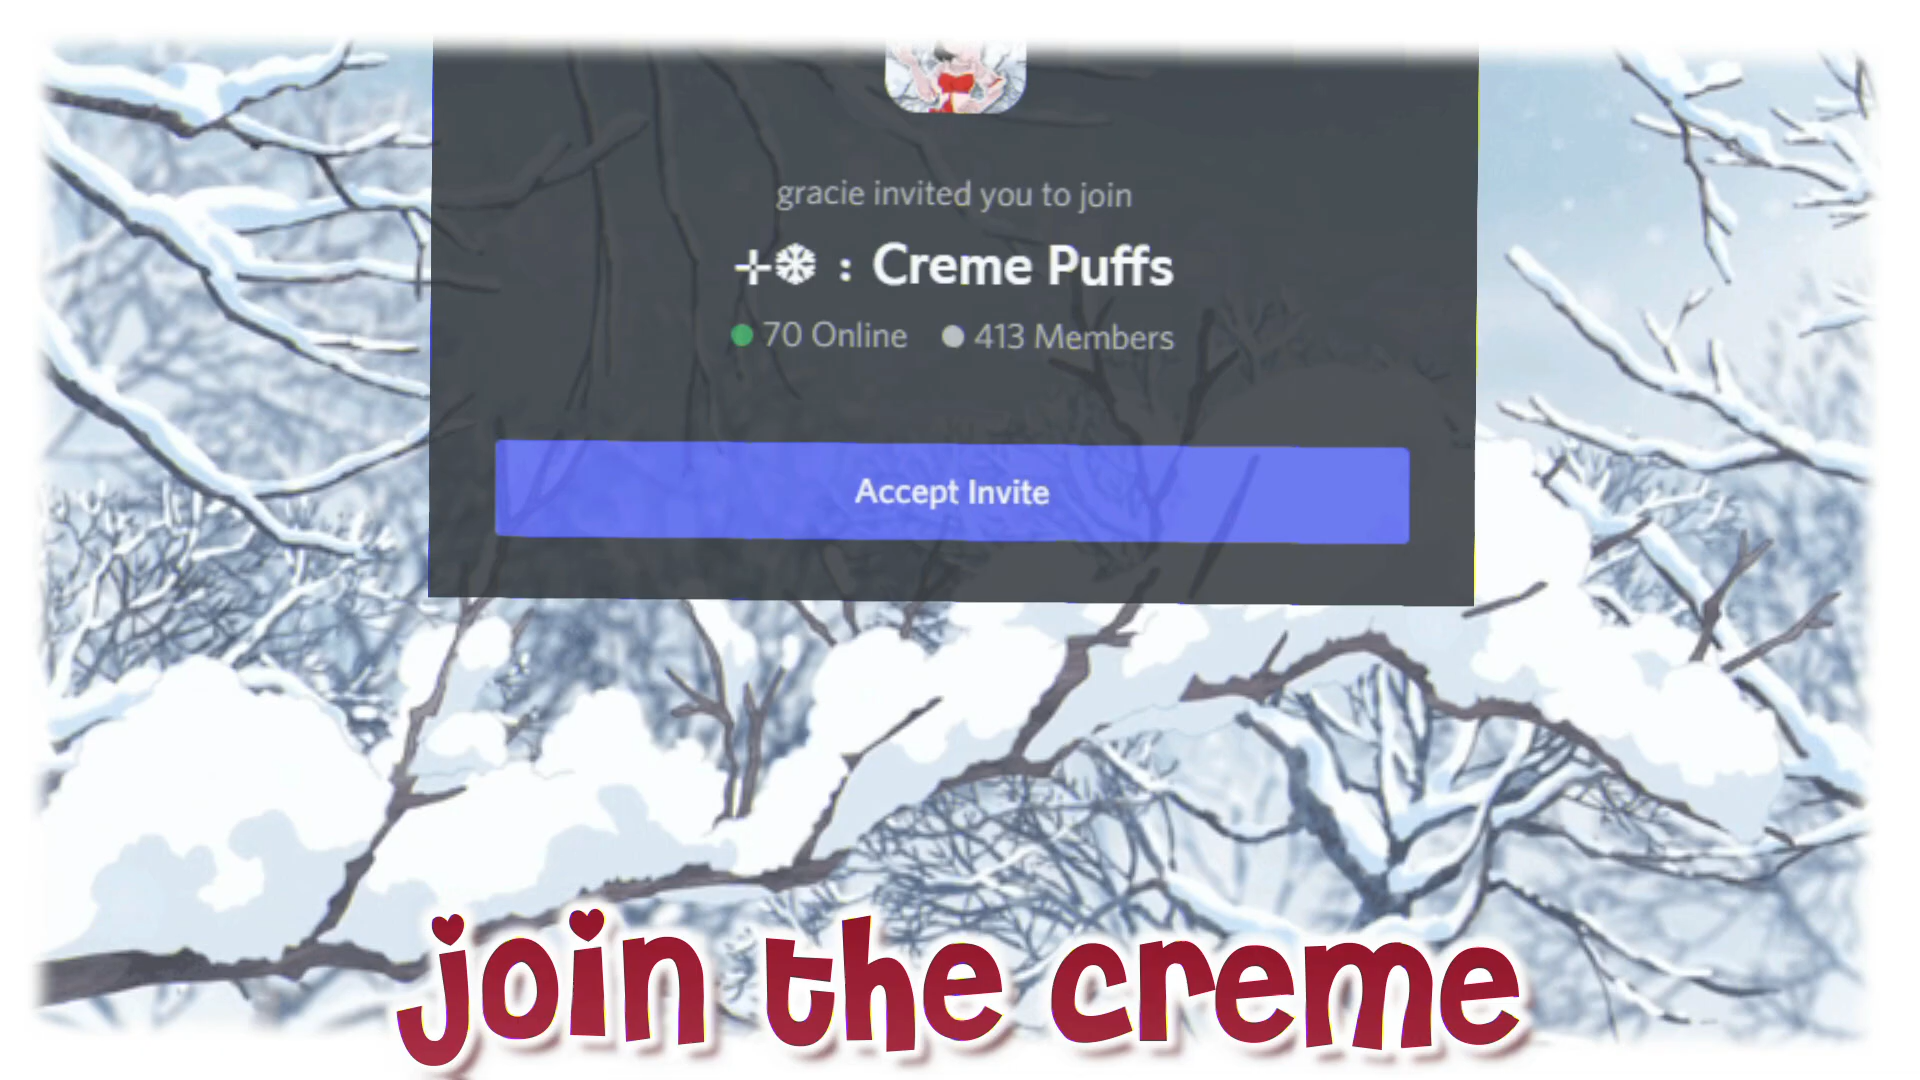 gracie invited you to join
⊹❄ : Creme Puffs
70 Online 413 Members
Accept Invite
join the creme